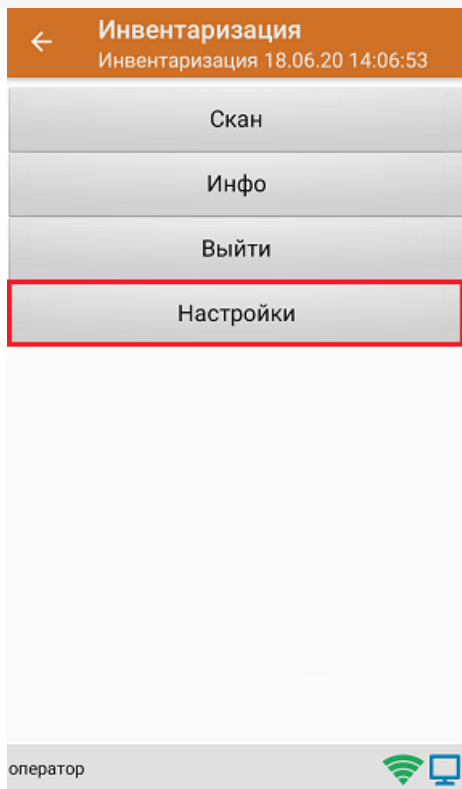 Инвентаризация
Инвентаризация 18.06.20 14:06:53
Скан
Инфо
Выйти
Настройки
оператор